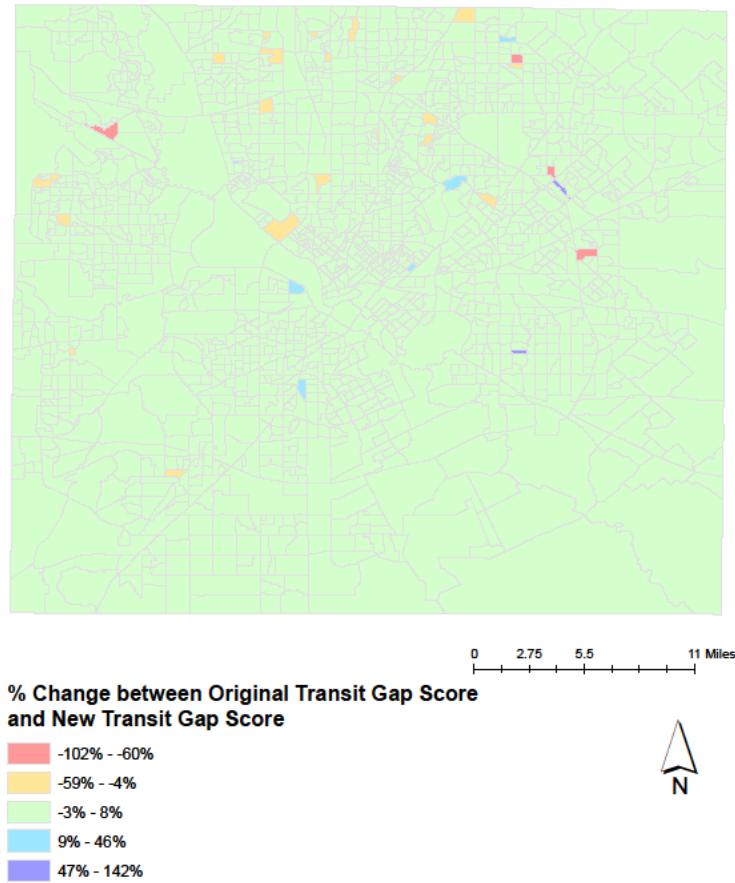 0 2.75 5.5 11 Miles
% Change between Original Transit Gap Score
and New Transit Gap Score
-102% - -60%
-59% - -4%
-3% - 8%
9% - 46%
47% - 142%
N